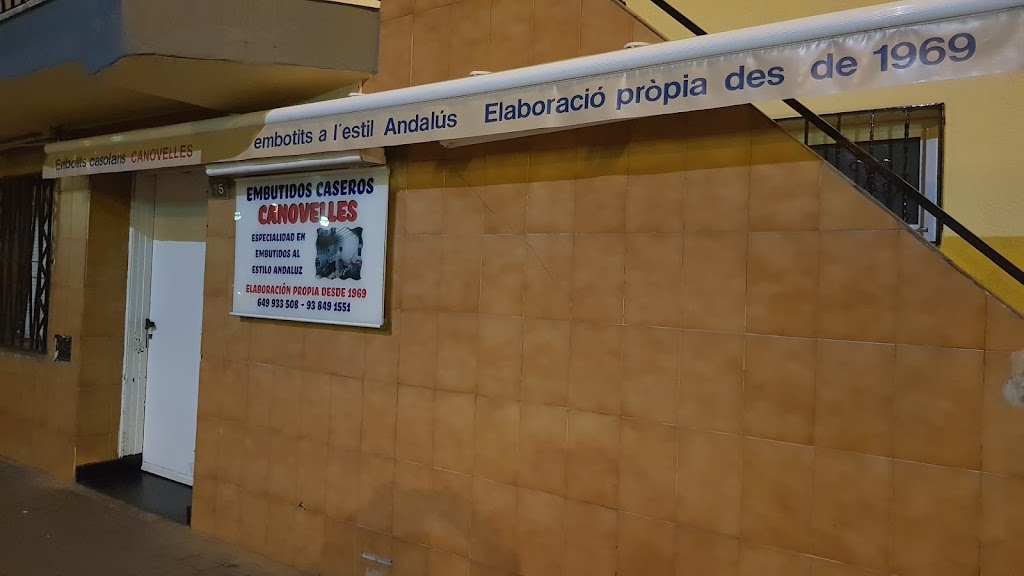 Embotits casolans CANOVELLES
embotits a l'estil Andalús Elaboració pròpia des de 1969
5
EMBUTIDOS CASEROS
CANOVELLES
ESPECIALIDAD EN
EMBUTIDOS AL
ESTILO ANDALUZ
ELABORACIÓN PROPIA DESDE 1969
649 933 508 - 93 849 1551